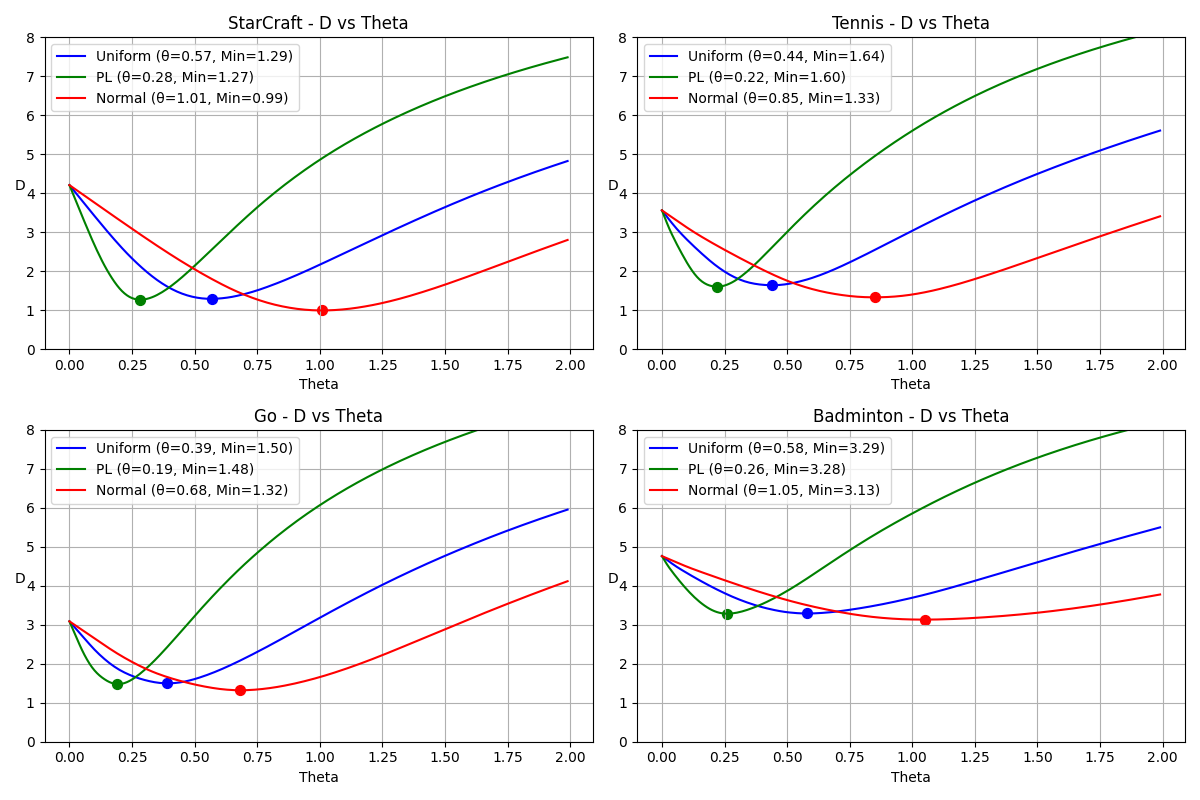 StarCraft - D vs Theta
Uniform (θ=0.57, Min=1.29)
PL (θ=0.28, Min=1.27)
Normal (θ=1.01, Min=0.99)
8
7
6
5
4
3
2
1
0
D
0.00 0.25 0.50 0.75 1.00 1.25 1.50 1.75 2.00
Theta
Tennis - D vs Theta
Uniform (θ=0.44, Min=1.64)
PL (θ=0.22, Min=1.60)
Normal (θ=0.85, Min=1.33)
8
7
6
5
4
3
2
1
0
D
0.00 0.25 0.50 0.75 1.00 1.25 1.50 1.75 2.00
Theta
Go - D vs Theta
Uniform (θ=0.39, Min=1.50)
PL (θ=0.19, Min=1.48)
Normal (θ=0.68, Min=1.32)
8
7
6
5
4
3
2
1
0
D
0.00 0.25 0.50 0.75 1.00 1.25 1.50 1.75 2.00
Theta
Badminton - D vs Theta
Uniform (θ=0.58, Min=3.29)
PL (θ=0.26, Min=3.28)
Normal (θ=1.05, Min=3.13)
8
7
6
5
4
3
2
1
0
D
0.00 0.25 0.50 0.75 1.00 1.25 1.50 1.75 2.00
Theta